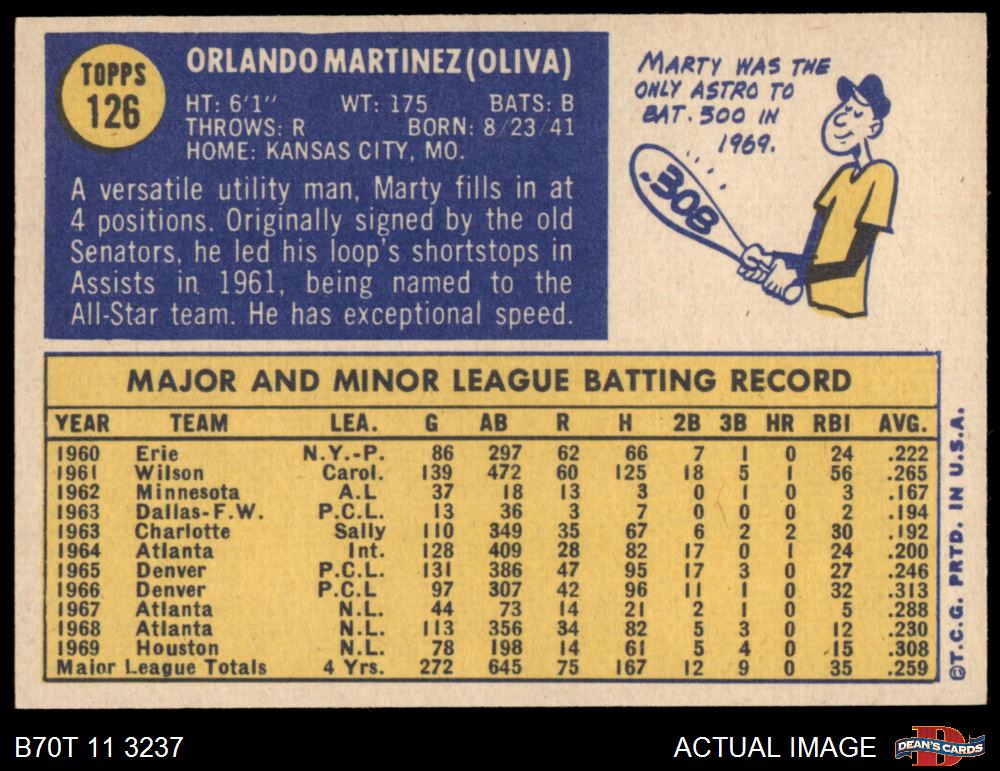 TOPPS
126
ORLANDO MARTINEZ (OLIVA)
HT: 6'1" WT: 175 BATS: B
THROWS: R BORN: 8/23/41
HOME: KANSAS CITY, MO.
A versatile utility man, Marty fills in at
4 positions. Originally signed by the old
Senators, he led his loop's shortstops in
Assists in 1961, being named to the
All-Star team. He has exceptional speed.
MARTY WAS THE
ONLY ASTRO TO
BAT .300 IN
1969.
.308
MAJOR AND MINOR LEAGUE BATTING RECORD
YEAR TEAM LEA. G AB R H 2B 3B HR RBI AVG.
1960 Erie N.Y.-P. 86 297 62 66 7 1 0 24 .222
1961 Wilson Carol. 139 472 60 125 18 5 1 56 .265
1962 Minnesota A.L 37 18 13 3 0 1 0 3 .167
1963 Dallas-F.W. P.C.L. 13 36 3 7 0 0 0 2 .194
1963 Charlotte Sally 110 349 35 67 6 2 2 30 .192
1964 Atlanta Int. 128 409 28 82 17 0 1 24 .200
1965 Denver P.C.L. 131 386 47 95 17 3 0 27 .246
1966 Denver P.C.L 97 307 42 96 11 1 0 32 .313
1967 Atlanta N.L. 44 73 14 21 2 1 0 5 .288
1968 Atlanta N.L. 113 356 34 82 5 3 0 12 .230
1969 Houston N.L. 78 198 14 61 5 4 0 15 .308
Major League Totals 4 Yrs. 272 645 75 167 12 9 0 35 .259
©T.C.G. PRTD. IN U.S.A.
B70T 11 3237
ACTUAL IMAGE
D
DEAN'S CARDS